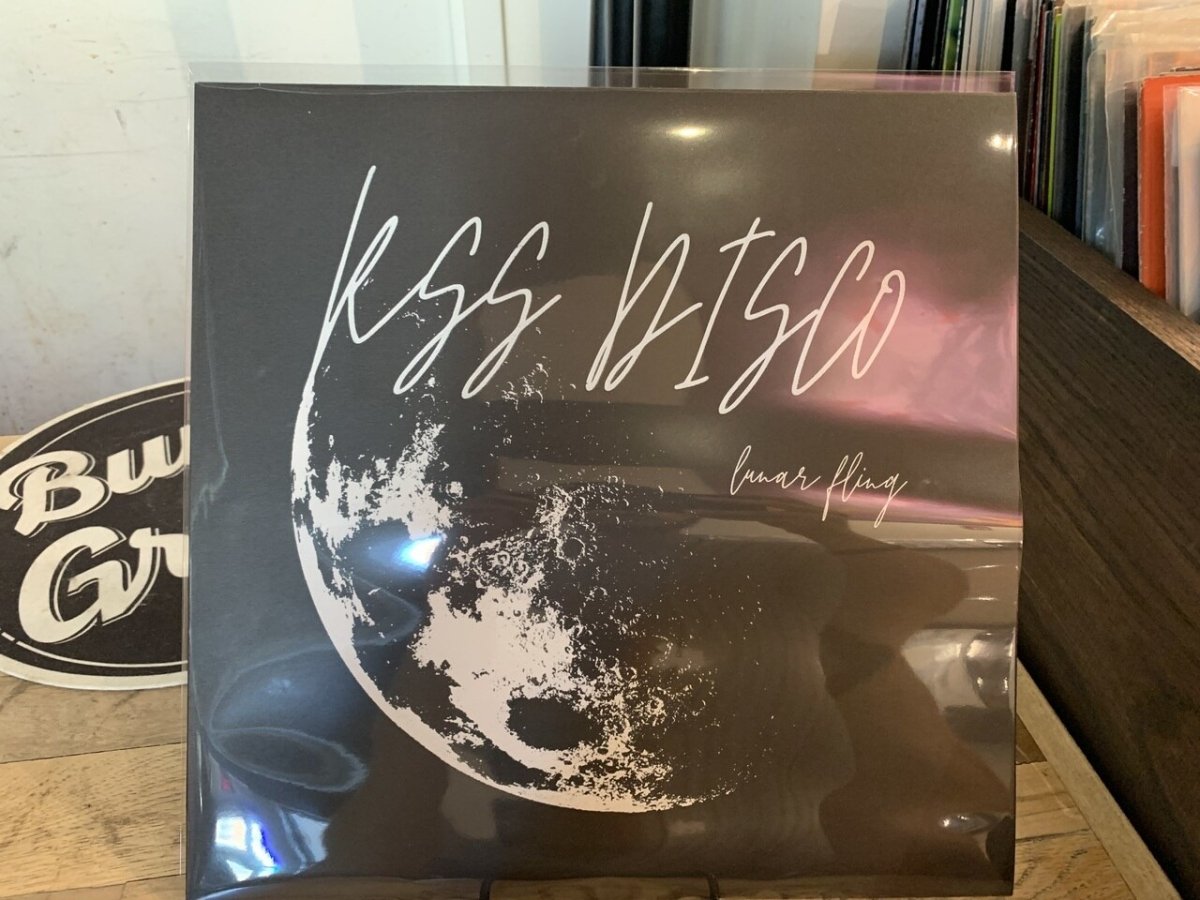 KSS DISCO
lunar fling
Bu
Gr